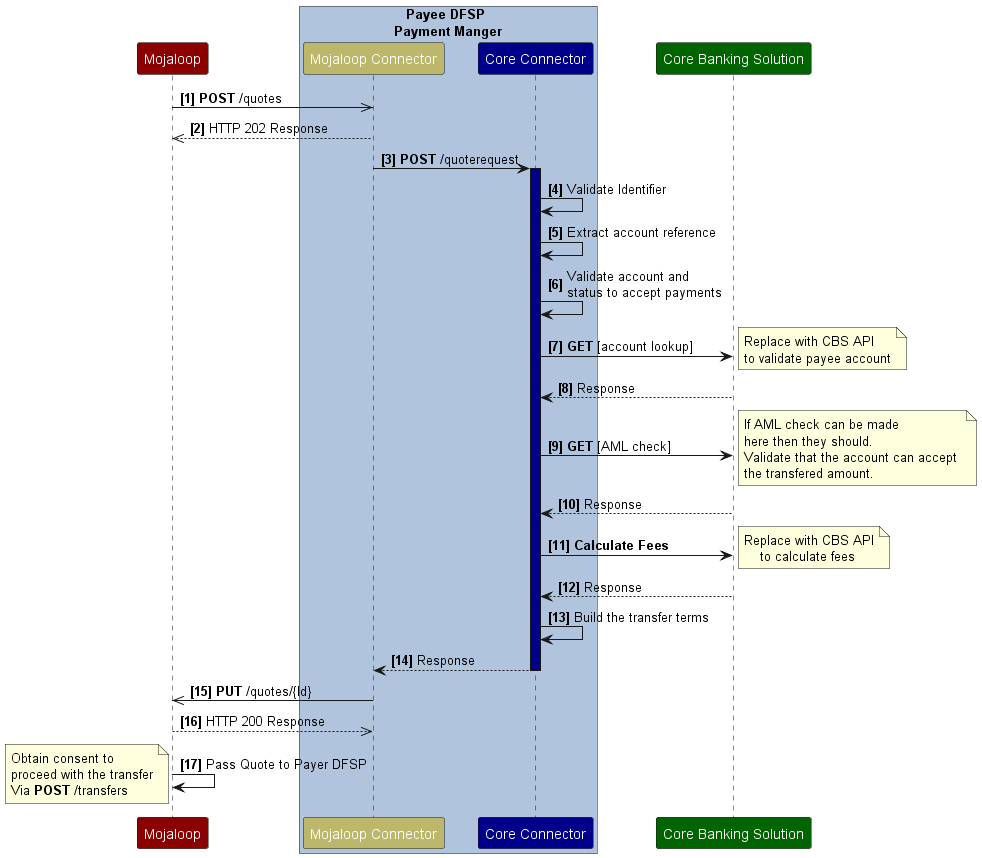 Payee DFSP
Payment Manger
Mojaloop
Mojaloop Connector
Core Connector
Core Banking Solution
[1] POST /quotes
[2] HTTP 202 Response
[3] POST /quoterequest
[4] Validate Identifier
[5] Extract account reference
[6] Validate account and
status to accept payments
[7] GET [account lookup]
Replace with CBS API
to validate payee account
[8] Response
If AML check can be made
here then they should.
Validate that the account can accept
the transfered amount.
[9] GET [AML check]
[10] Response
[11] Calculate Fees
Replace with CBS API
to calculate fees
[12] Response
[13] Build the transfer terms
[14] Response
[15] PUT /quotes/{Id}
[16] HTTP 200 Response
Obtain consent to
proceed with the transfer
Via POST /transfers
[17] Pass Quote to Payer DFSP
Mojaloop
Mojaloop Connector
Core Connector
Core Banking Solution